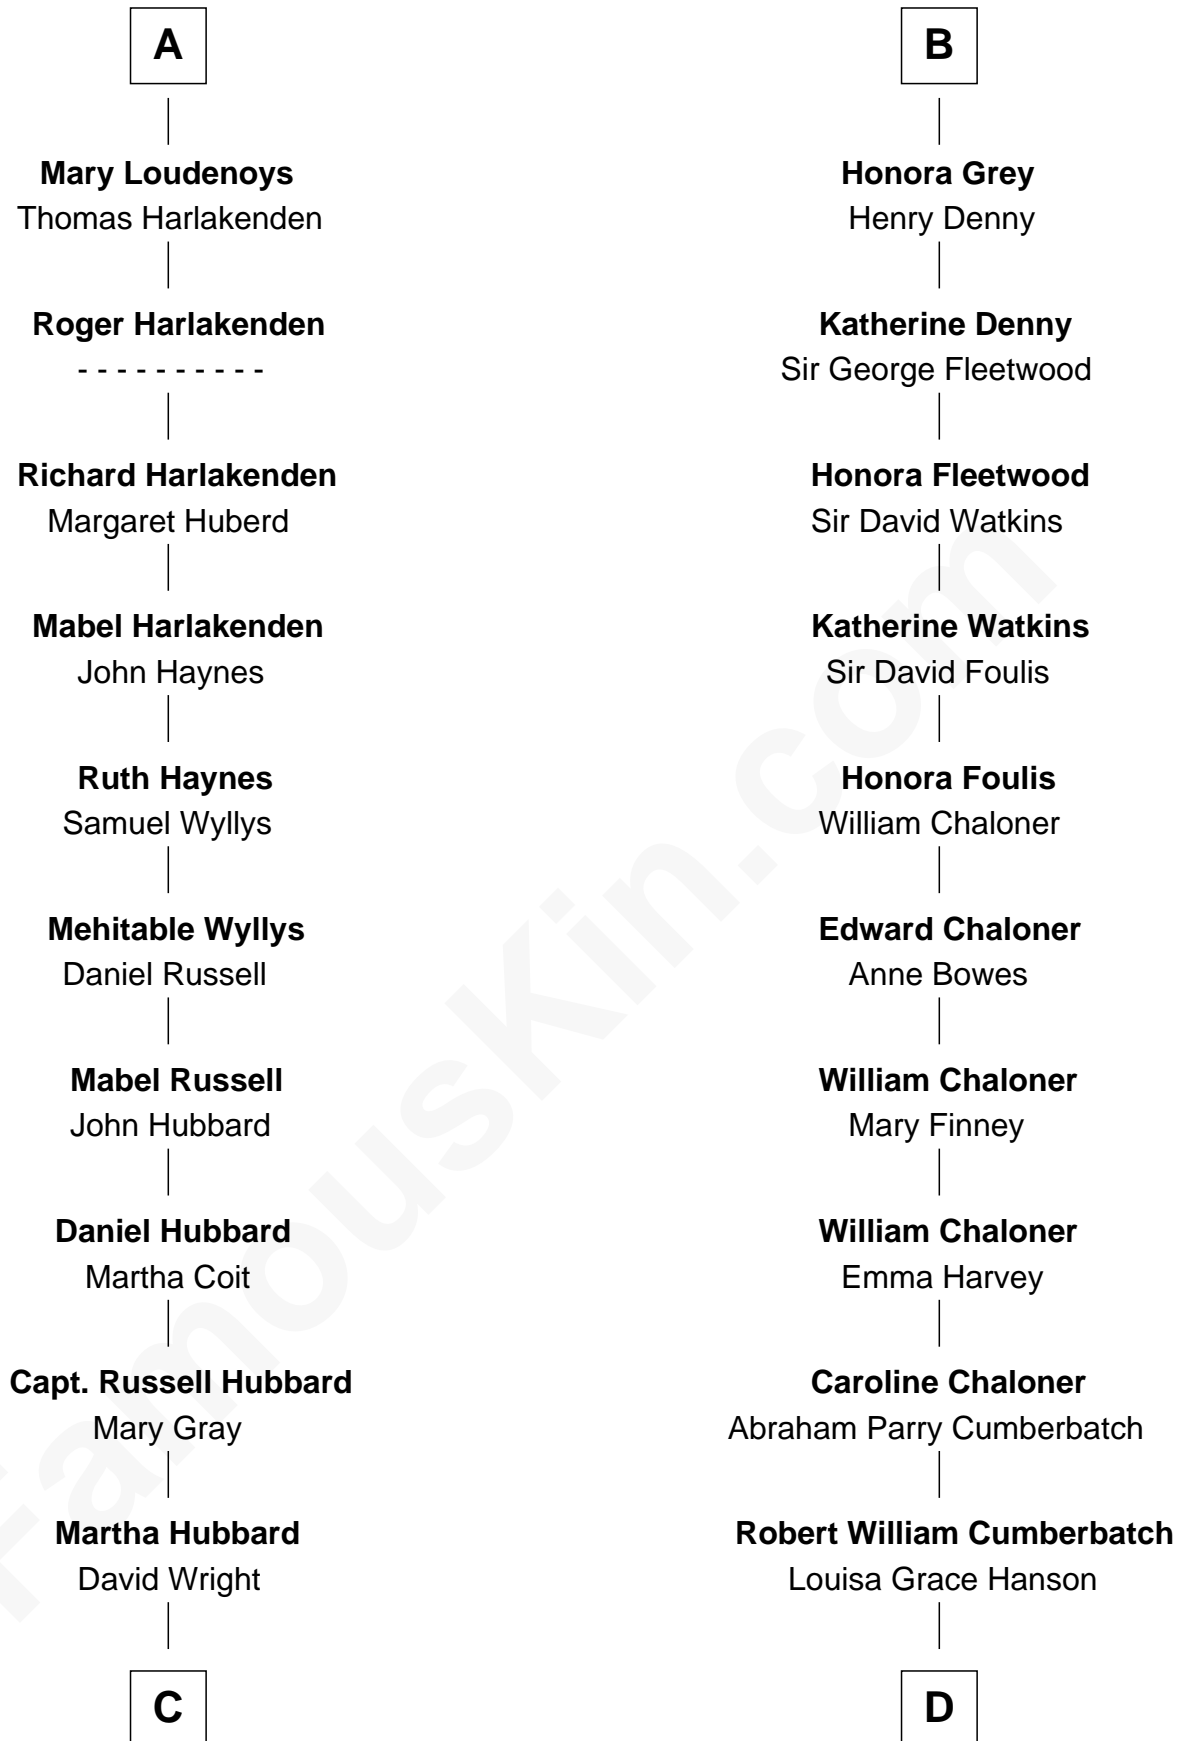 A
Mary Loudenoys
Thomas Harlakenden
Roger Harlakenden
- - - - - - - - - -
Richard Harlakenden
Margaret Huberd
Mabel Harlakenden
John Haynes
Ruth Haynes
Samuel Wyllys
Mehitable Wyllys
Daniel Russell
Mabel Russell
John Hubbard
Daniel Hubbard
Martha Coit
Capt. Russell Hubbard
Mary Gray
Martha Hubbard
David Wright
C
B
Honora Grey
Henry Denny
Katherine Denny
Sir George Fleetwood
Honora Fleetwood
Sir David Watkins
Katherine Watkins
Sir David Foulis
Honora Foulis
William Chaloner
Edward Chaloner
Anne Bowes
William Chaloner
Mary Finney
William Chaloner
Emma Harvey
Caroline Chaloner
Abraham Parry Cumberbatch
Robert William Cumberbatch
Louisa Grace Hanson
D
FamousKin.com